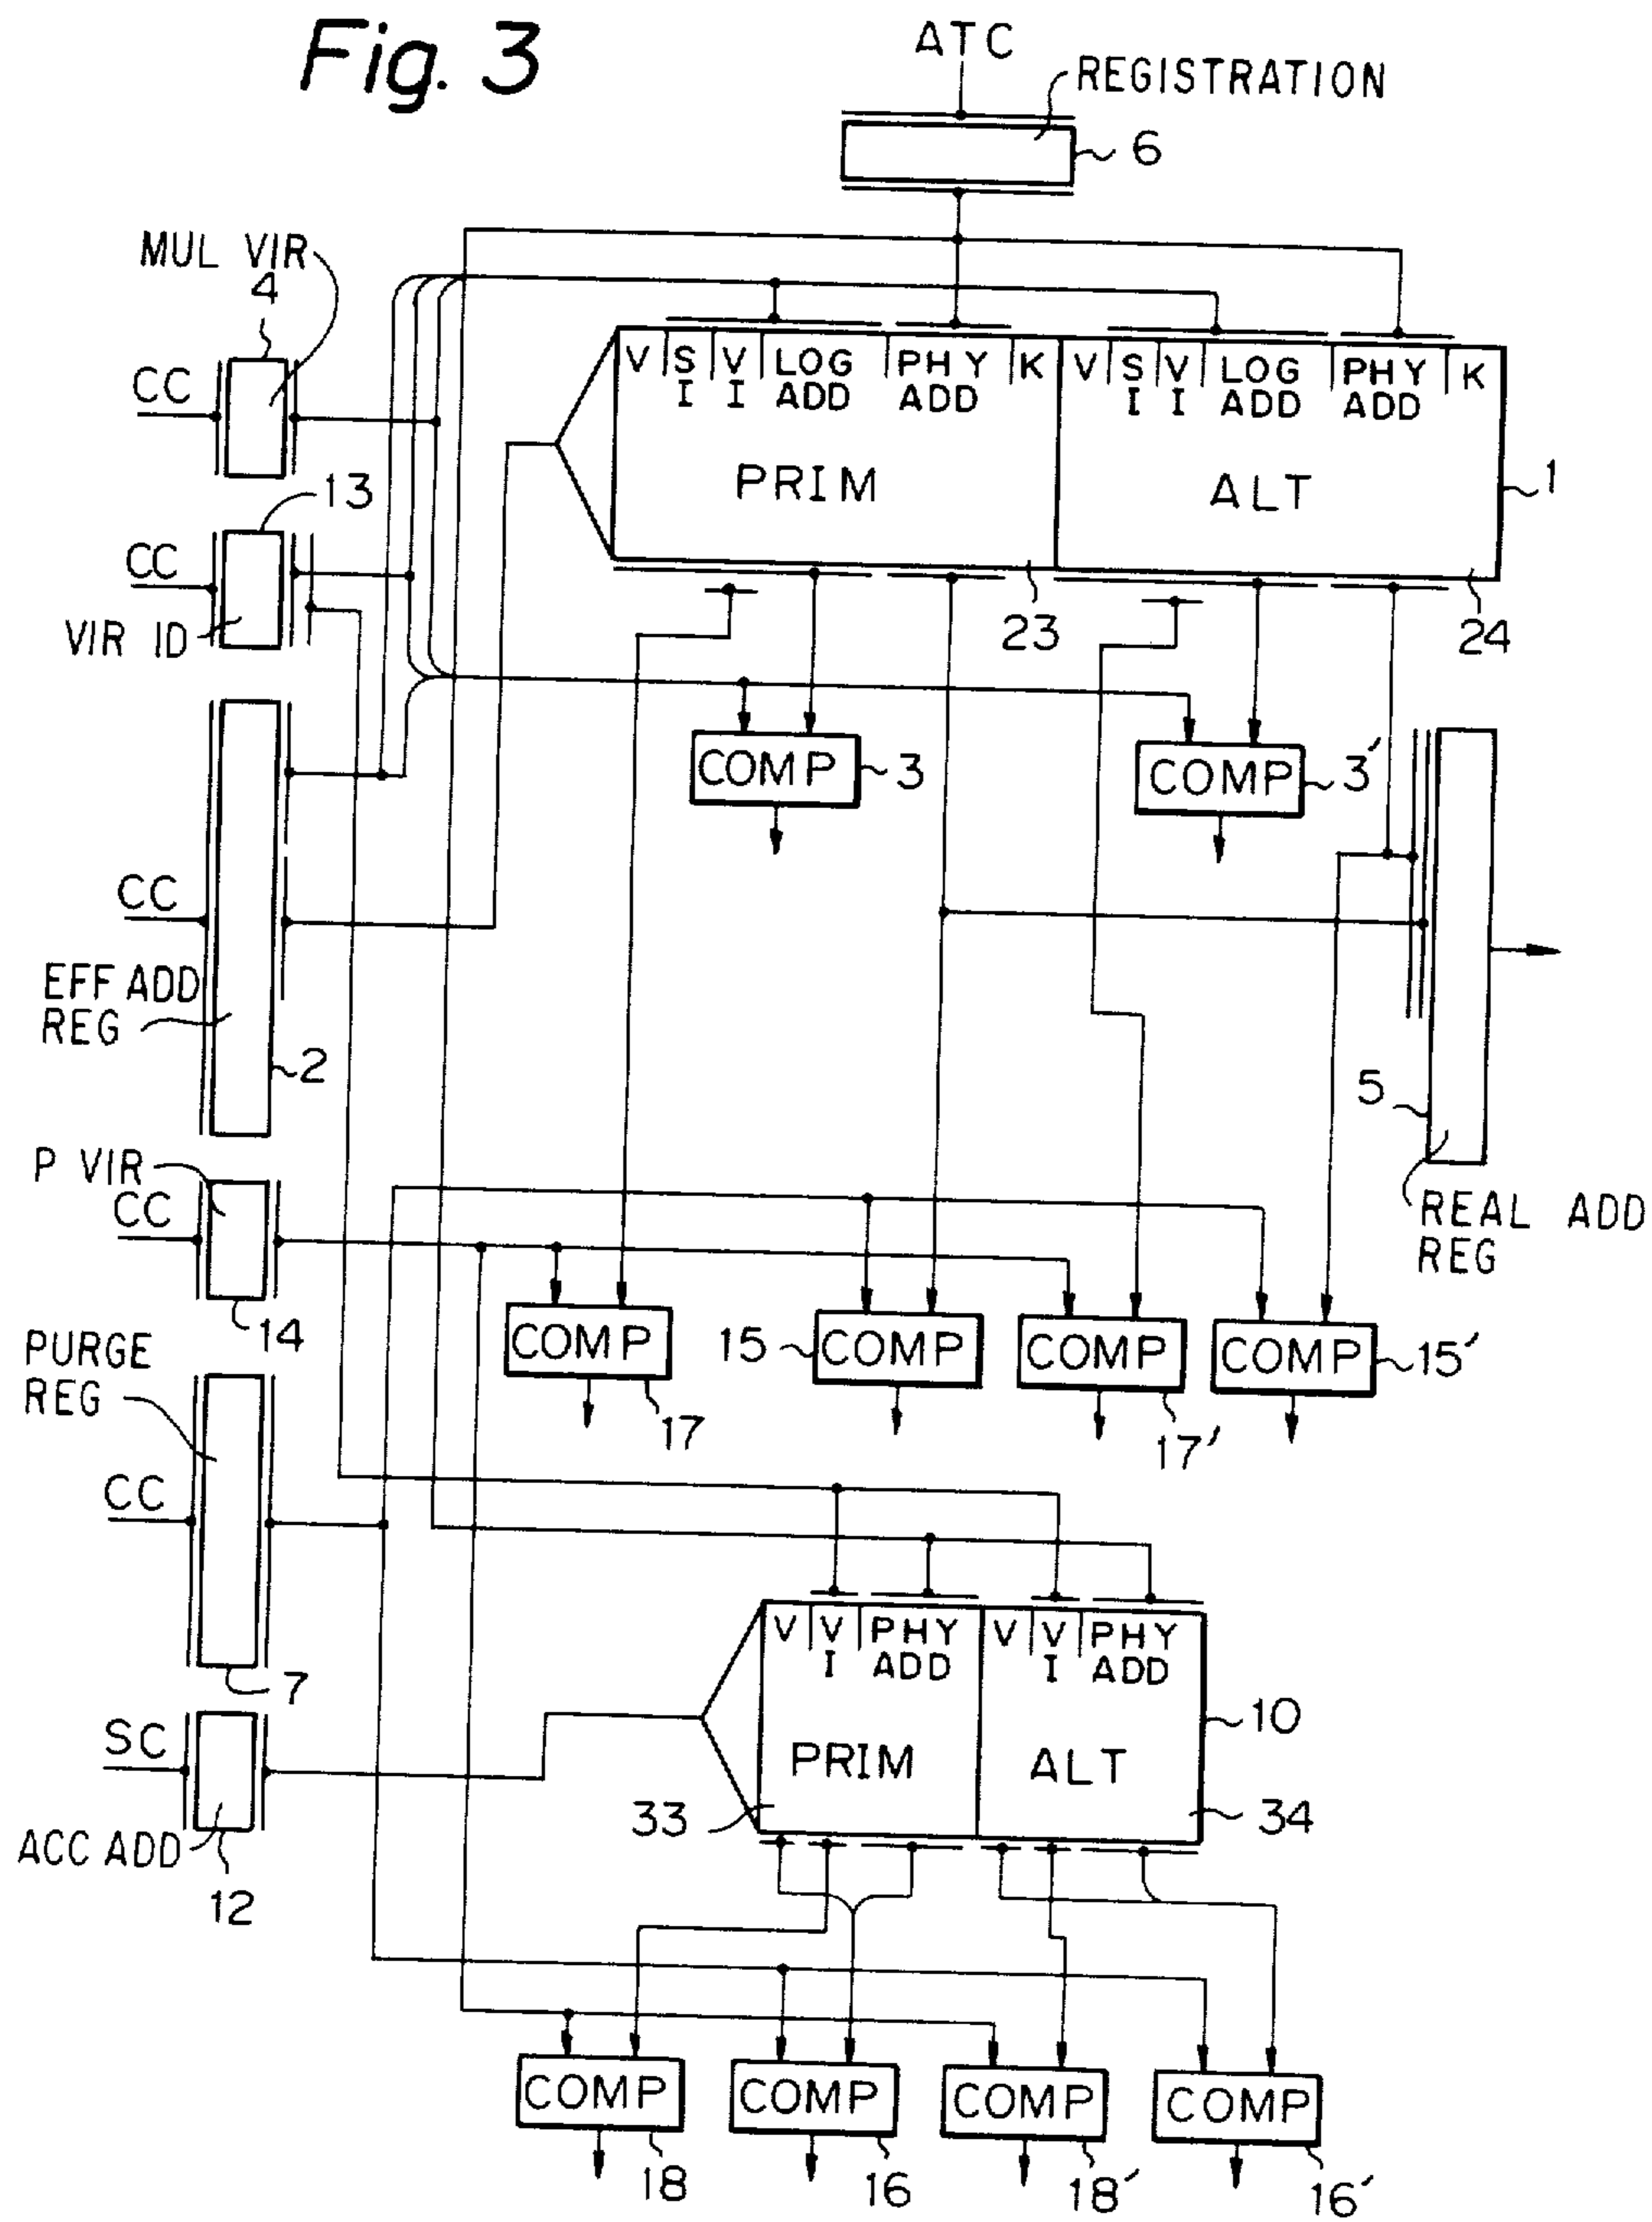 Fig. 3
ATC
REGISTRATION
6
MUL VIR
4
CC
V S I V I LOG ADD PHY ADD K V S I V I LOG ADD PHY ADD K
PRIM
ALT
1
13
CC
VIR ID
23
24
COMP
3
COMP
3'
CC
EFF ADD
REG
2
5
REAL ADD
REG
P VIR
CC
14
COMP
17
15
COMP
COMP
17'
COMP
15'
PURGE
REG
CC
7
V V I PHY ADD V V I PHY ADD
PRIM
ALT
10
33
34
SC
ACC ADD
12
COMP
18
COMP
16
COMP
18'
COMP
16'